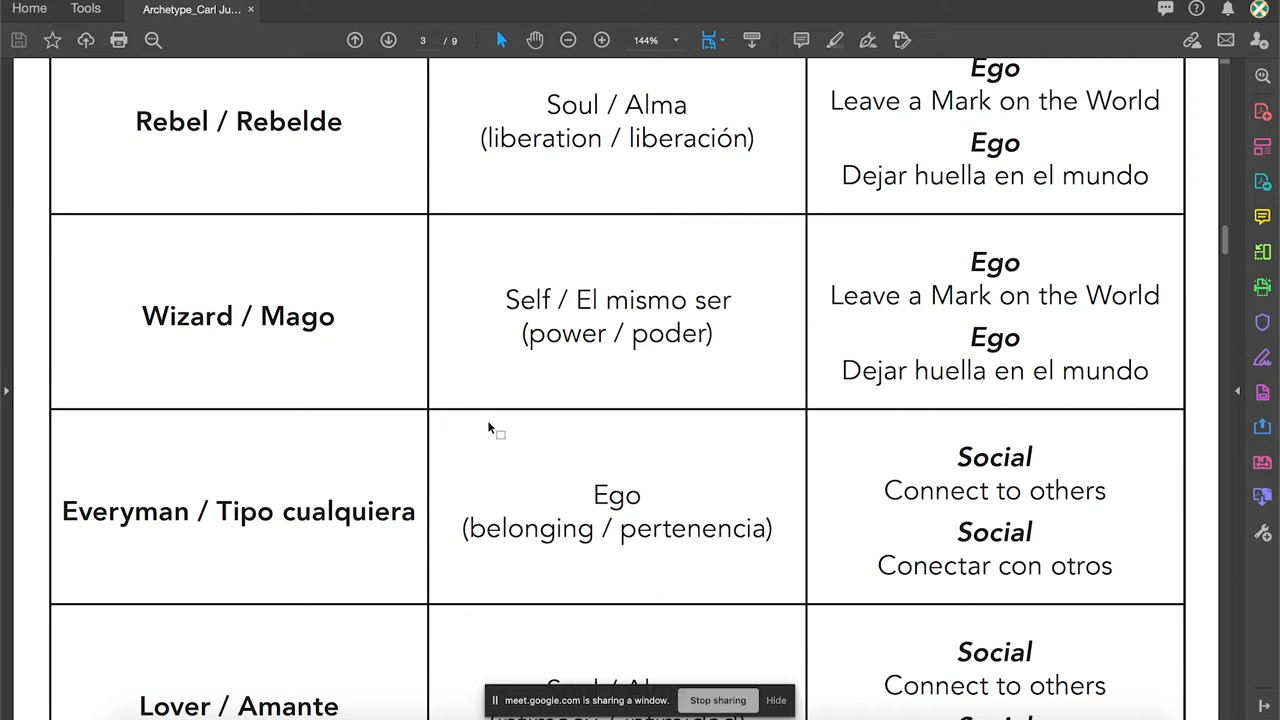 Home Tools Archetype_Carl Ju... ×
3 / 9 144%
Rebel / Rebelde
Soul / Alma
(liberation / liberación)
Ego
Leave a Mark on the World
Ego
Dejar huella en el mundo
Wizard / Mago
Self / El mismo ser
(power / poder)
Ego
Leave a Mark on the World
Ego
Dejar huella en el mundo
Everyman / Tipo cualquiera
Ego
(belonging / pertenencia)
Social
Connect to others
Social
Conectar con otros
Lover / Amante
Social
Connect to others
meet.google.com is sharing a window. Stop sharing Hide